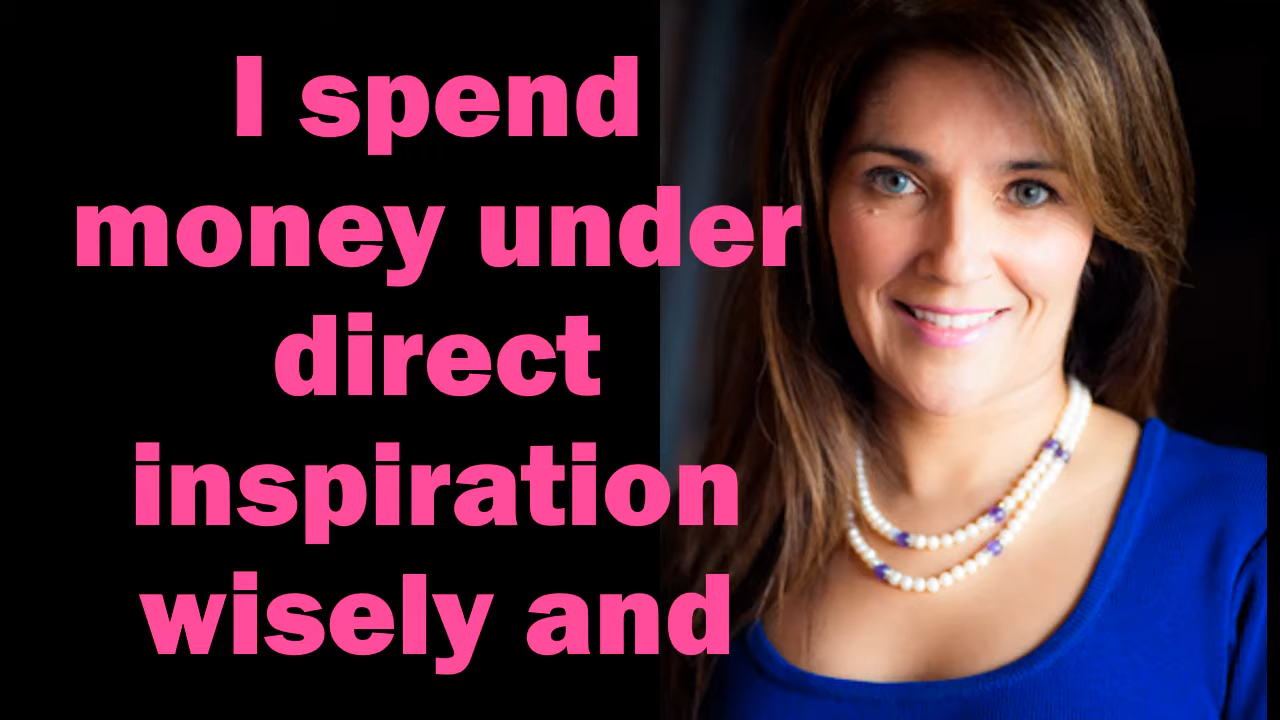 I spend
money under
direct
inspiration
wisely and